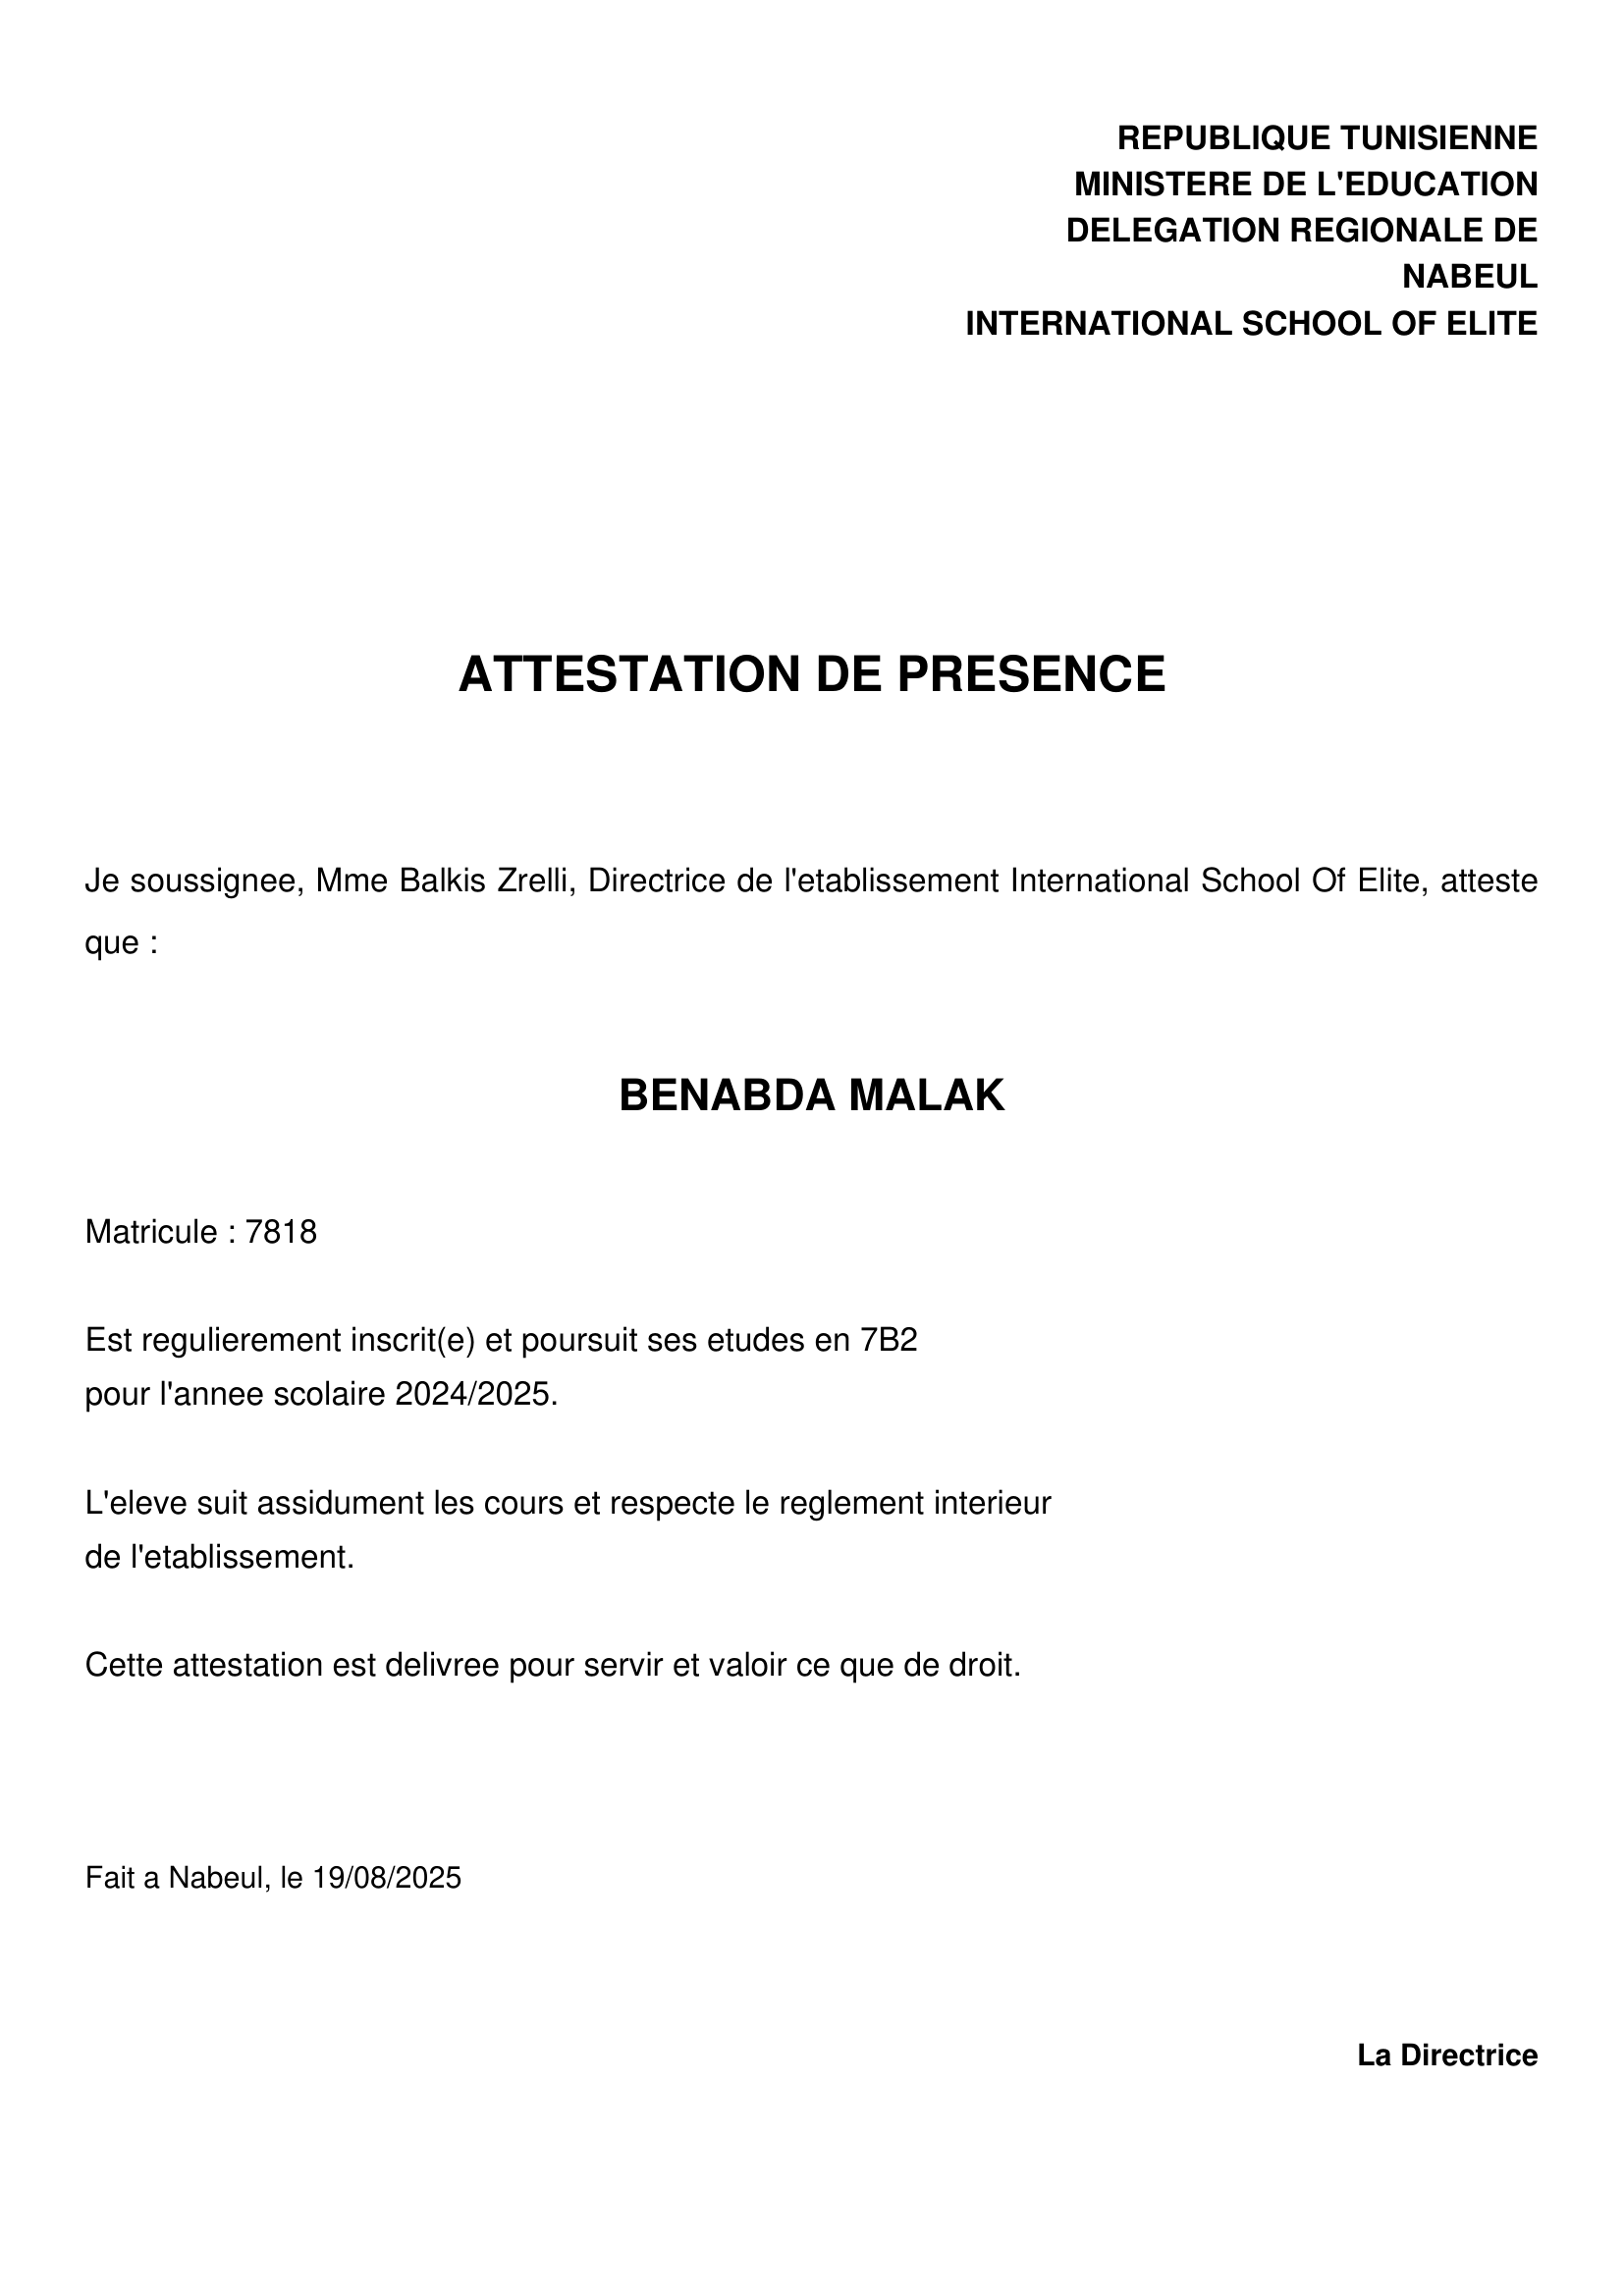 REPUBLIQUE TUNISIENNE
MINISTERE DE L'EDUCATION
DELEGATION REGIONALE DE
NABEUL
INTERNATIONAL SCHOOL OF ELITE
ATTESTATION DE PRESENCE
Je soussignee, Mme Balkis Zrelli, Directrice de l'etablissement International School Of Elite, atteste
que :
BENABDA MALAK
Matricule : 7818
Est regulierement inscrit(e) et poursuit ses etudes en 7B2
pour l'annee scolaire 2024/2025.
L'eleve suit assidument les cours et respecte le reglement interieur
de l'etablissement.
Cette attestation est delivree pour servir et valoir ce que de droit.
Fait a Nabeul, le 19/08/2025
La Directrice